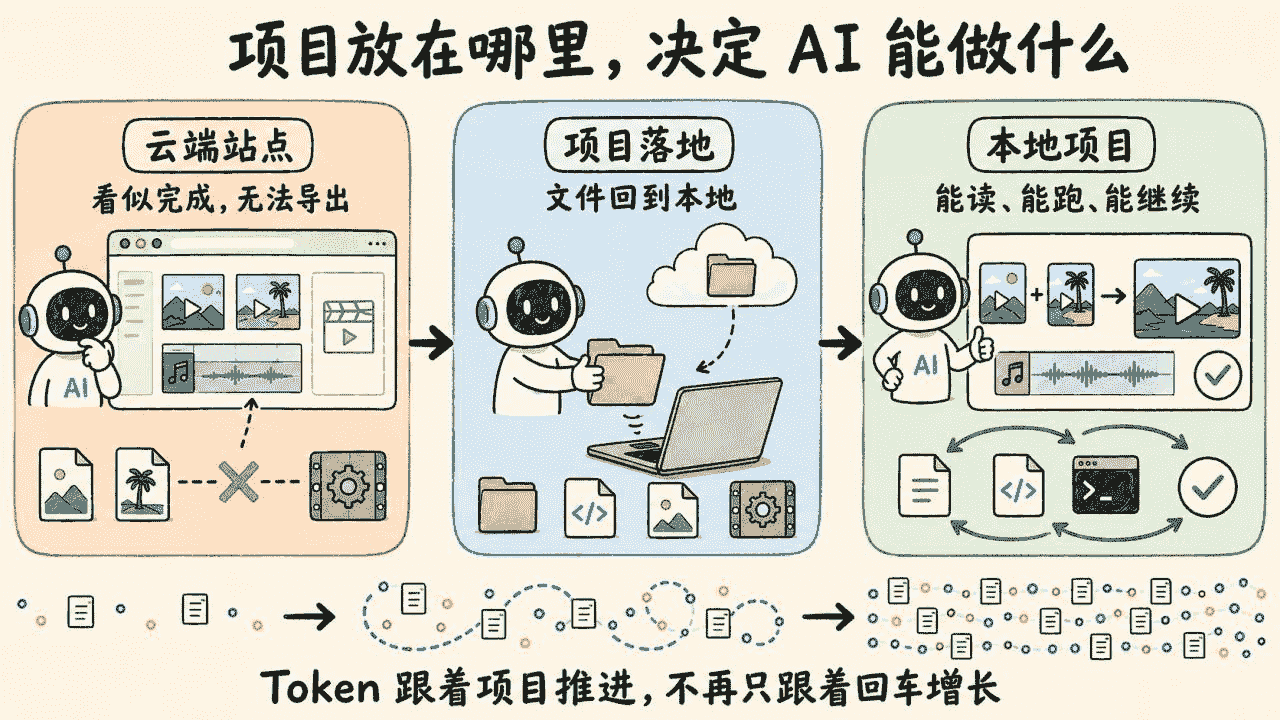 项目放在哪里，决定 AI 能做什么
云端站点
看似完成，无法导出
AI
项目落地
文件回到本地
AI
</>
本地项目
能读、能跑、能继续
AI
+
</>
>_
Token 跟着项目推进，不再只跟着回车增长